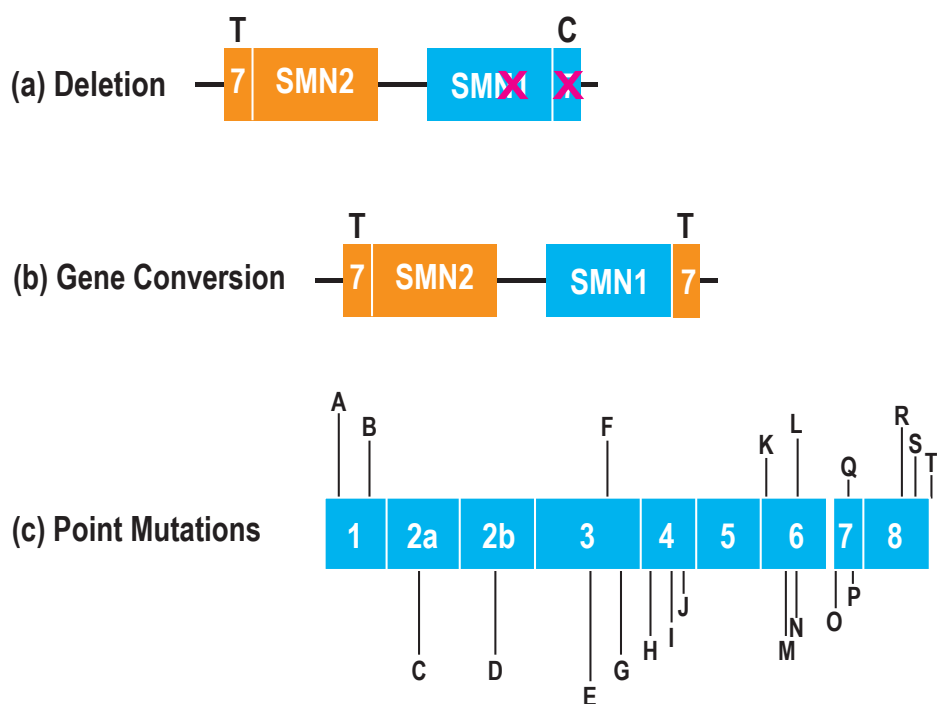 T C
(a) Deletion 7 SMN2 SMN1
T T
(b) Gene Conversion 7 SMN2 SMN1 7
A B F K L Q R S T
(c) Point Mutations 1 2a 2b 3 4 5 6 7 8
C D E G H I J M N O P